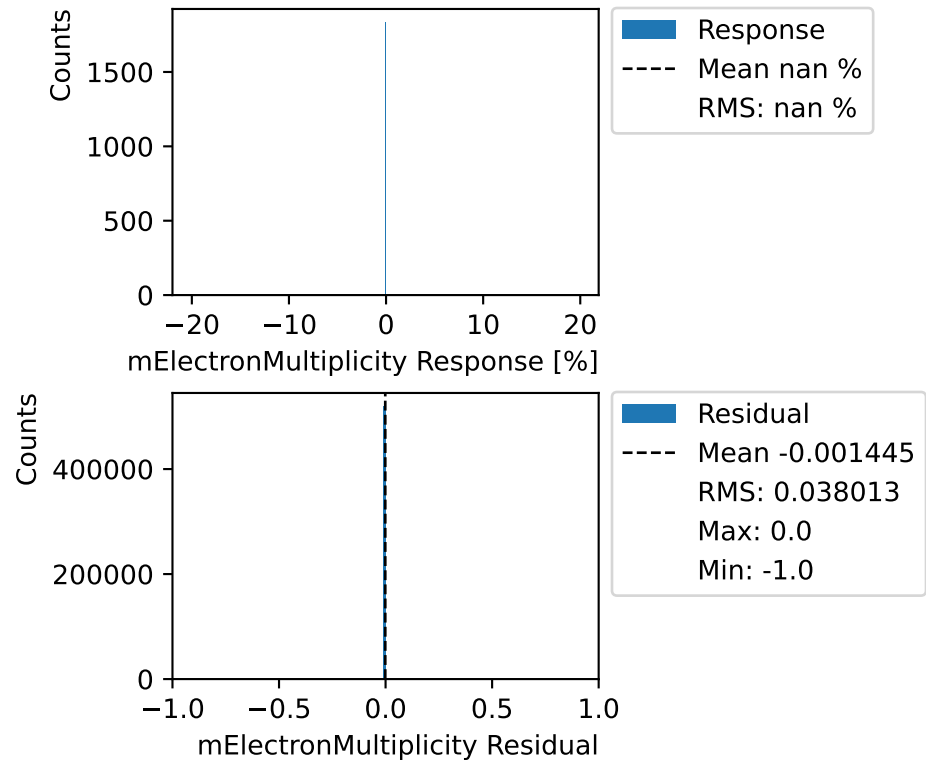 Counts
1500
1000
500
0
−20 −10 0 10 20
mElectronMultiplicity Response [%]
Response
Mean nan %
RMS: nan %
Counts
400000
200000
0
−1.0 −0.5 0.0 0.5 1.0
mElectronMultiplicity Residual
Residual
Mean -0.001445
RMS: 0.038013
Max: 0.0
Min: -1.0